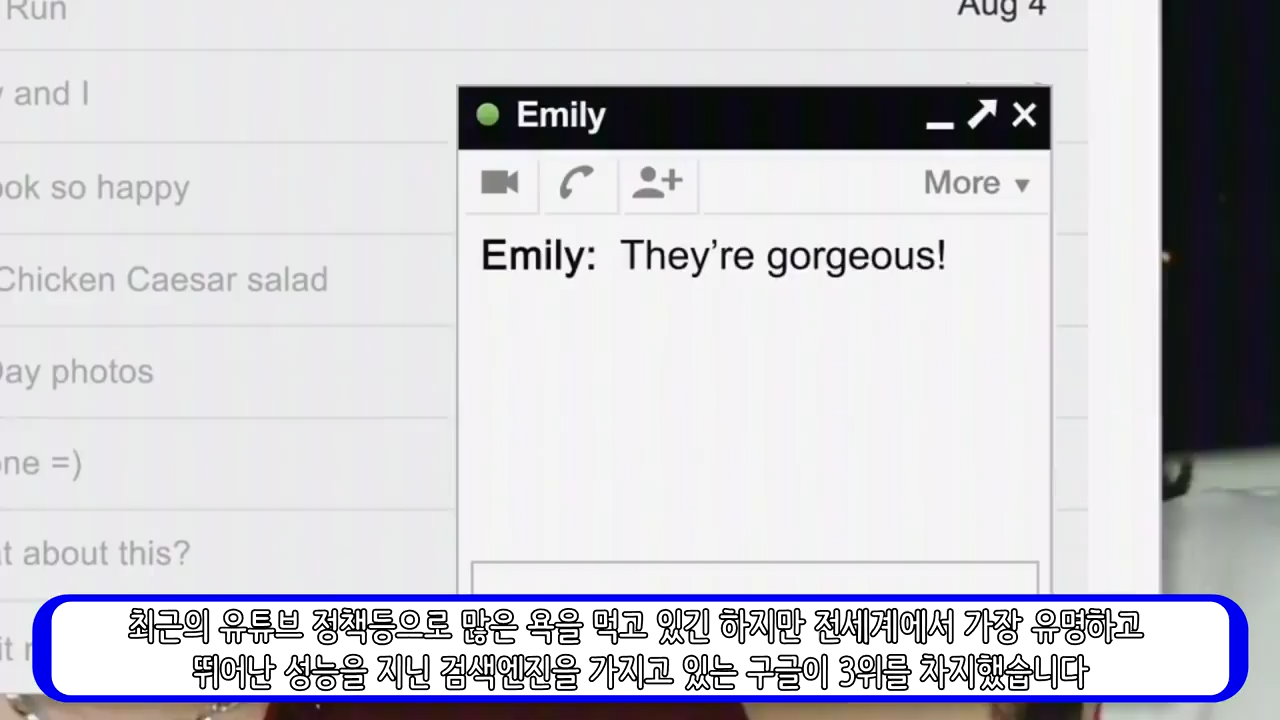 Run
Aug 4
and I
Emily
ook so happy
More
Emily: They're gorgeous!
Chicken Caesar salad
Day photos
one =)
at about this?
it
최근의 유튜브 정책등으로 많은 욕을 먹고 있긴 하지만 전세계에서 가장 유명하고
뛰어난 성능을 지닌 검색엔진을 가지고 있는 구글이 3위를 차지했습니다